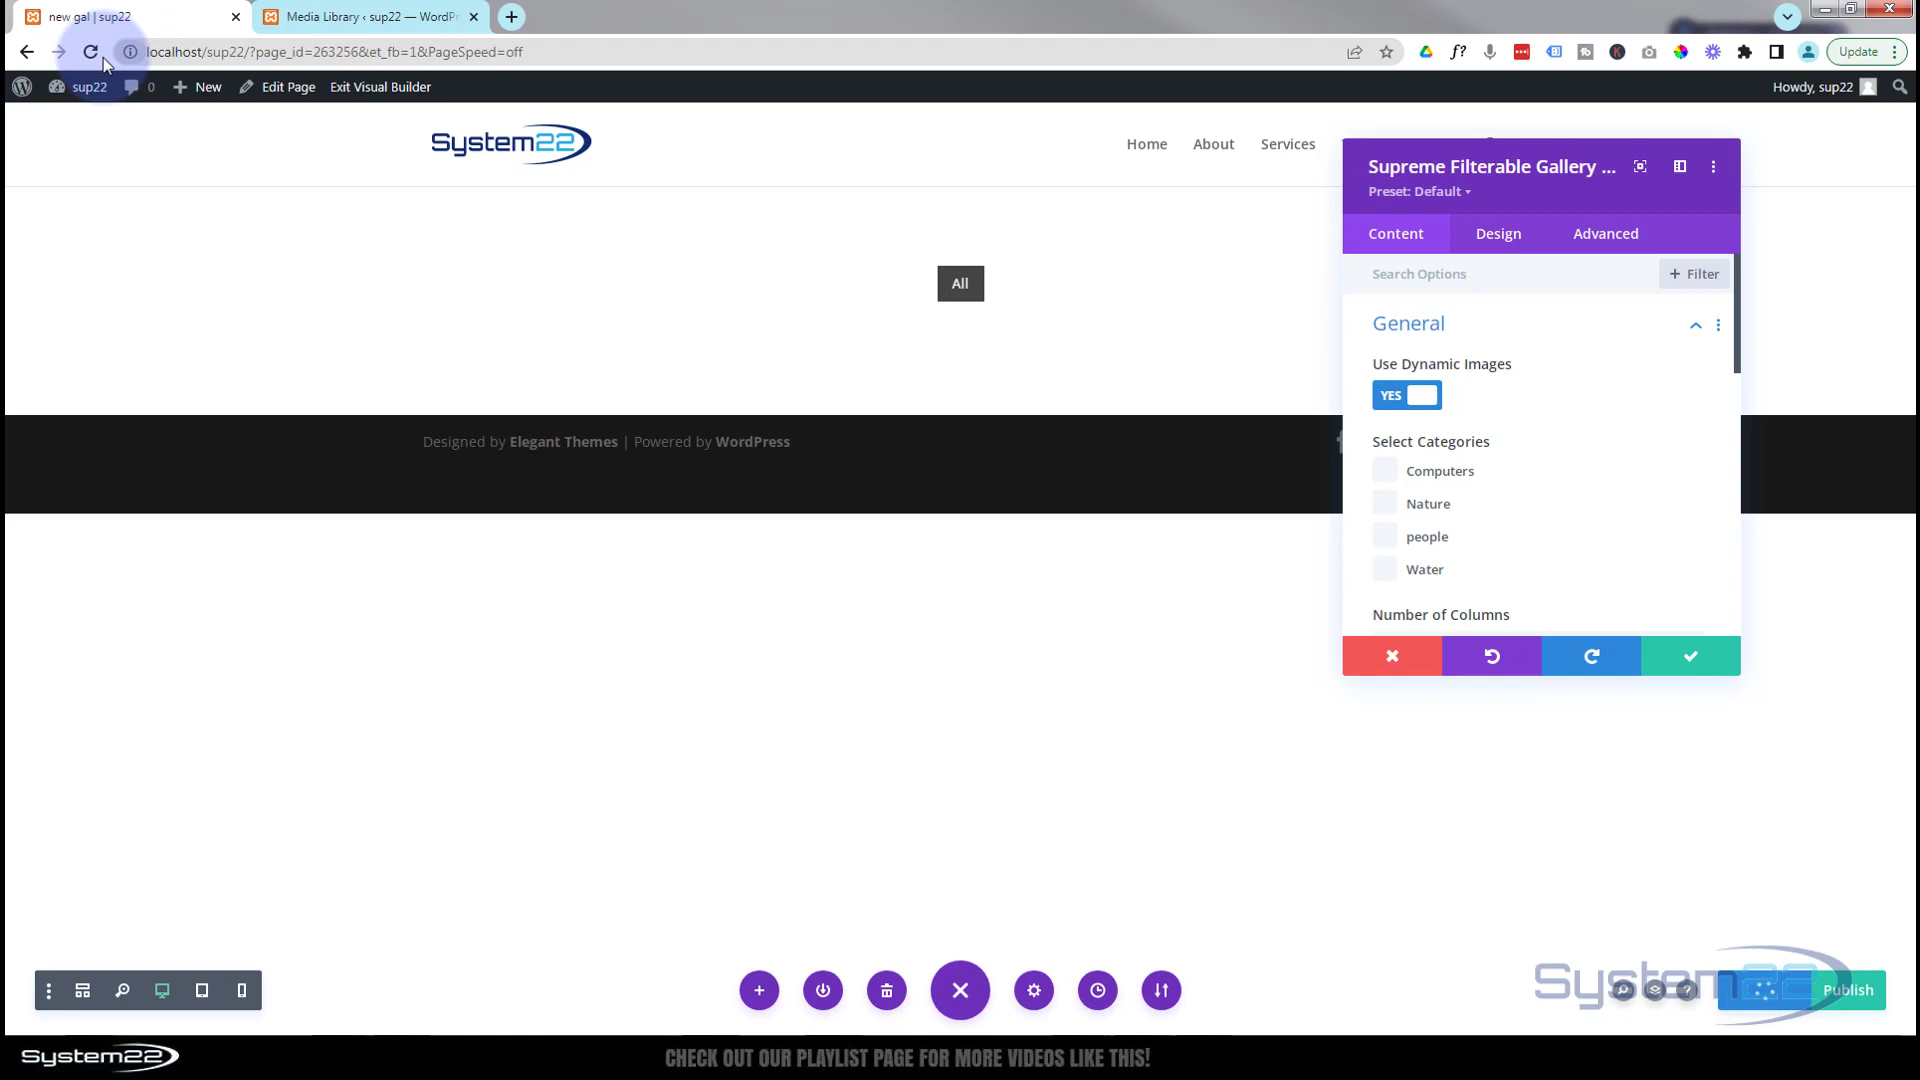 new gal | sup22
Media Library ‹ sup22 — WordPr
localhost/sup22/?page_id=263256&et_fb=1&PageSpeed=off
Update
sup22
0
New
Edit Page
Exit Visual Builder
Howdy, sup22
System22
Home
About
Services
Supreme Filterable Gallery ...
Preset: Default
Content
Design
Advanced
Search Options
+ Filter
General
Use Dynamic Images
YES
Select Categories
Computers
Nature
people
Water
Number of Columns
All
Designed by Elegant Themes | Powered by WordPress
System22
Publish
System22
CHECK OUT OUR PLAYLIST PAGE FOR MORE VIDEOS LIKE THIS!